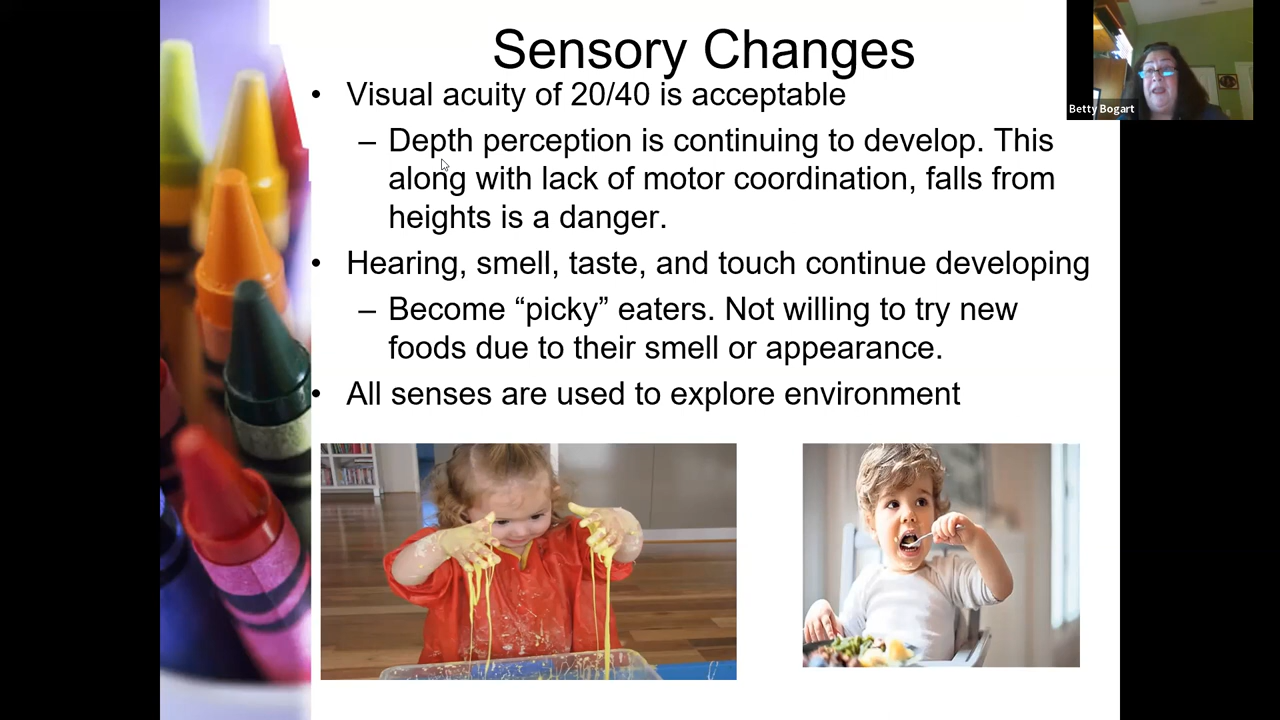 Sensory Changes
• Visual acuity of 20/40 is acceptable
– Depth perception is continuing to develop. This
along with lack of motor coordination, falls from
heights is a danger.
• Hearing, smell, taste, and touch continue developing
– Become “picky” eaters. Not willing to try new
foods due to their smell or appearance.
• All senses are used to explore environment
Betty Bogart